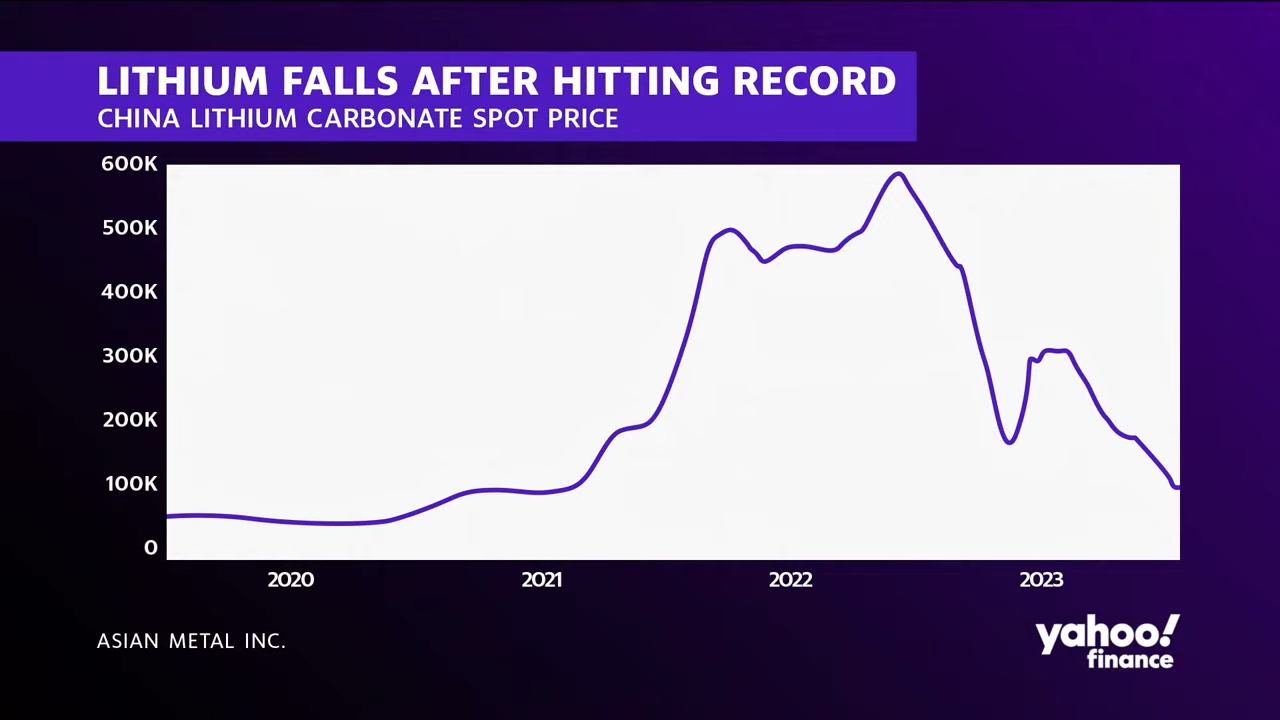 LITHIUM FALLS AFTER HITTING RECORD
CHINA LITHIUM CARBONATE SPOT PRICE
600K
500K
400K
300K
200K
100K
0
2020 2021 2022 2023
ASIAN METAL INC.
yahoo!
finance